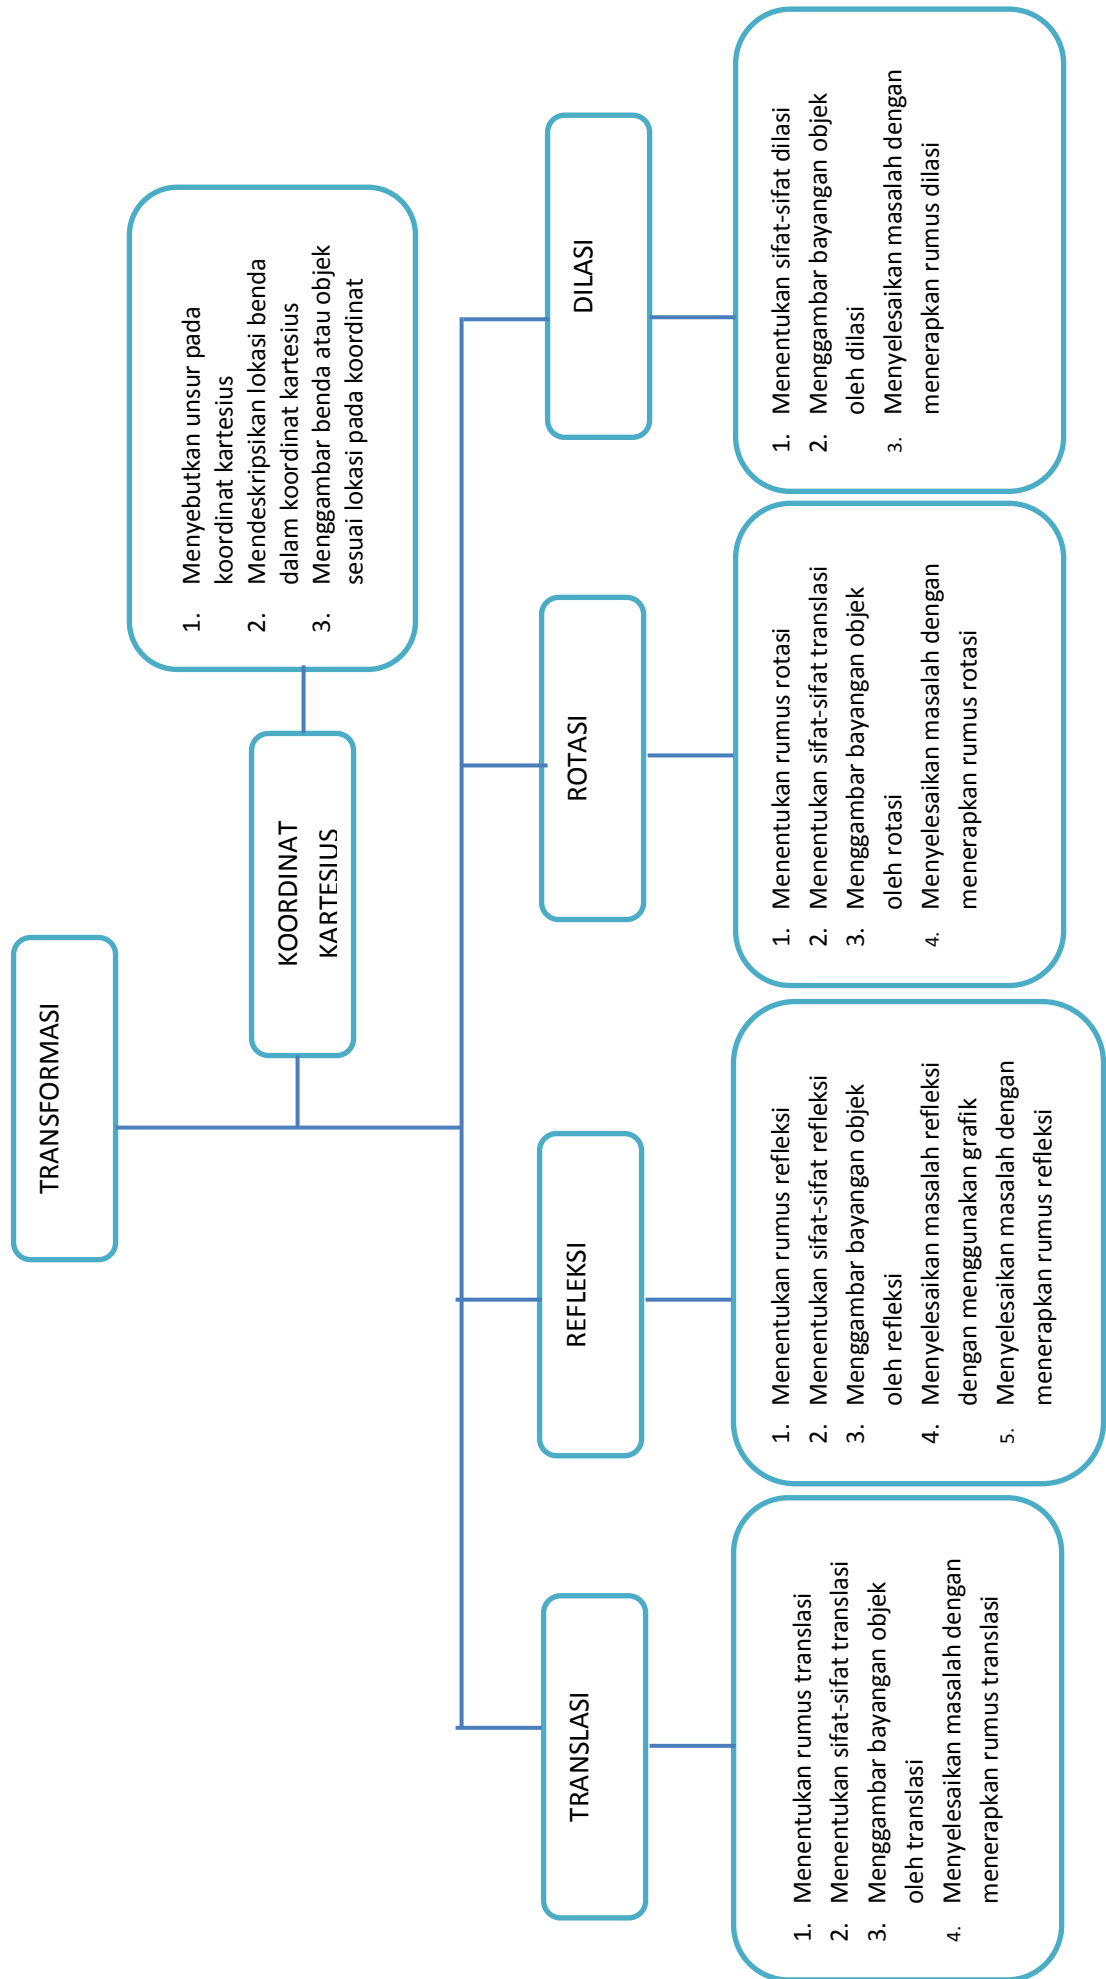 TRANSFORMASI
KOORDINAT
KARTESIUS
1. Menyebutkan unsur pada
koordinat kartesius
2. Mendeskripsikan lokasi benda
dalam koordinat kartesius
3. Menggambar benda atau objek
sesuai lokasi pada koordinat
TRANSLASI
REFLEKSI
ROTASI
DILASI
1. Menentukan rumus translasi
2. Menentukan sifat-sifat translasi
3. Menggambar bayangan objek
oleh translasi
4. Menyelesaikan masalah dengan
menerapkan rumus translasi
1. Menentukan rumus refleksi
2. Menentukan sifat-sifat refleksi
3. Menggambar bayangan objek
oleh refleksi
4. Menyelesaikan masalah refleksi
dengan menggunakan grafik
5. Menyelesaikan masalah dengan
menerapkan rumus refleksi
1. Menentukan rumus rotasi
2. Menentukan sifat-sifat translasi
3. Menggambar bayangan objek
oleh rotasi
4. Menyelesaikan masalah dengan
menerapkan rumus rotasi
1. Menentukan sifat-sifat dilasi
2. Menggambar bayangan objek
oleh dilasi
3. Menyelesaikan masalah dengan
menerapkan rumus dilasi